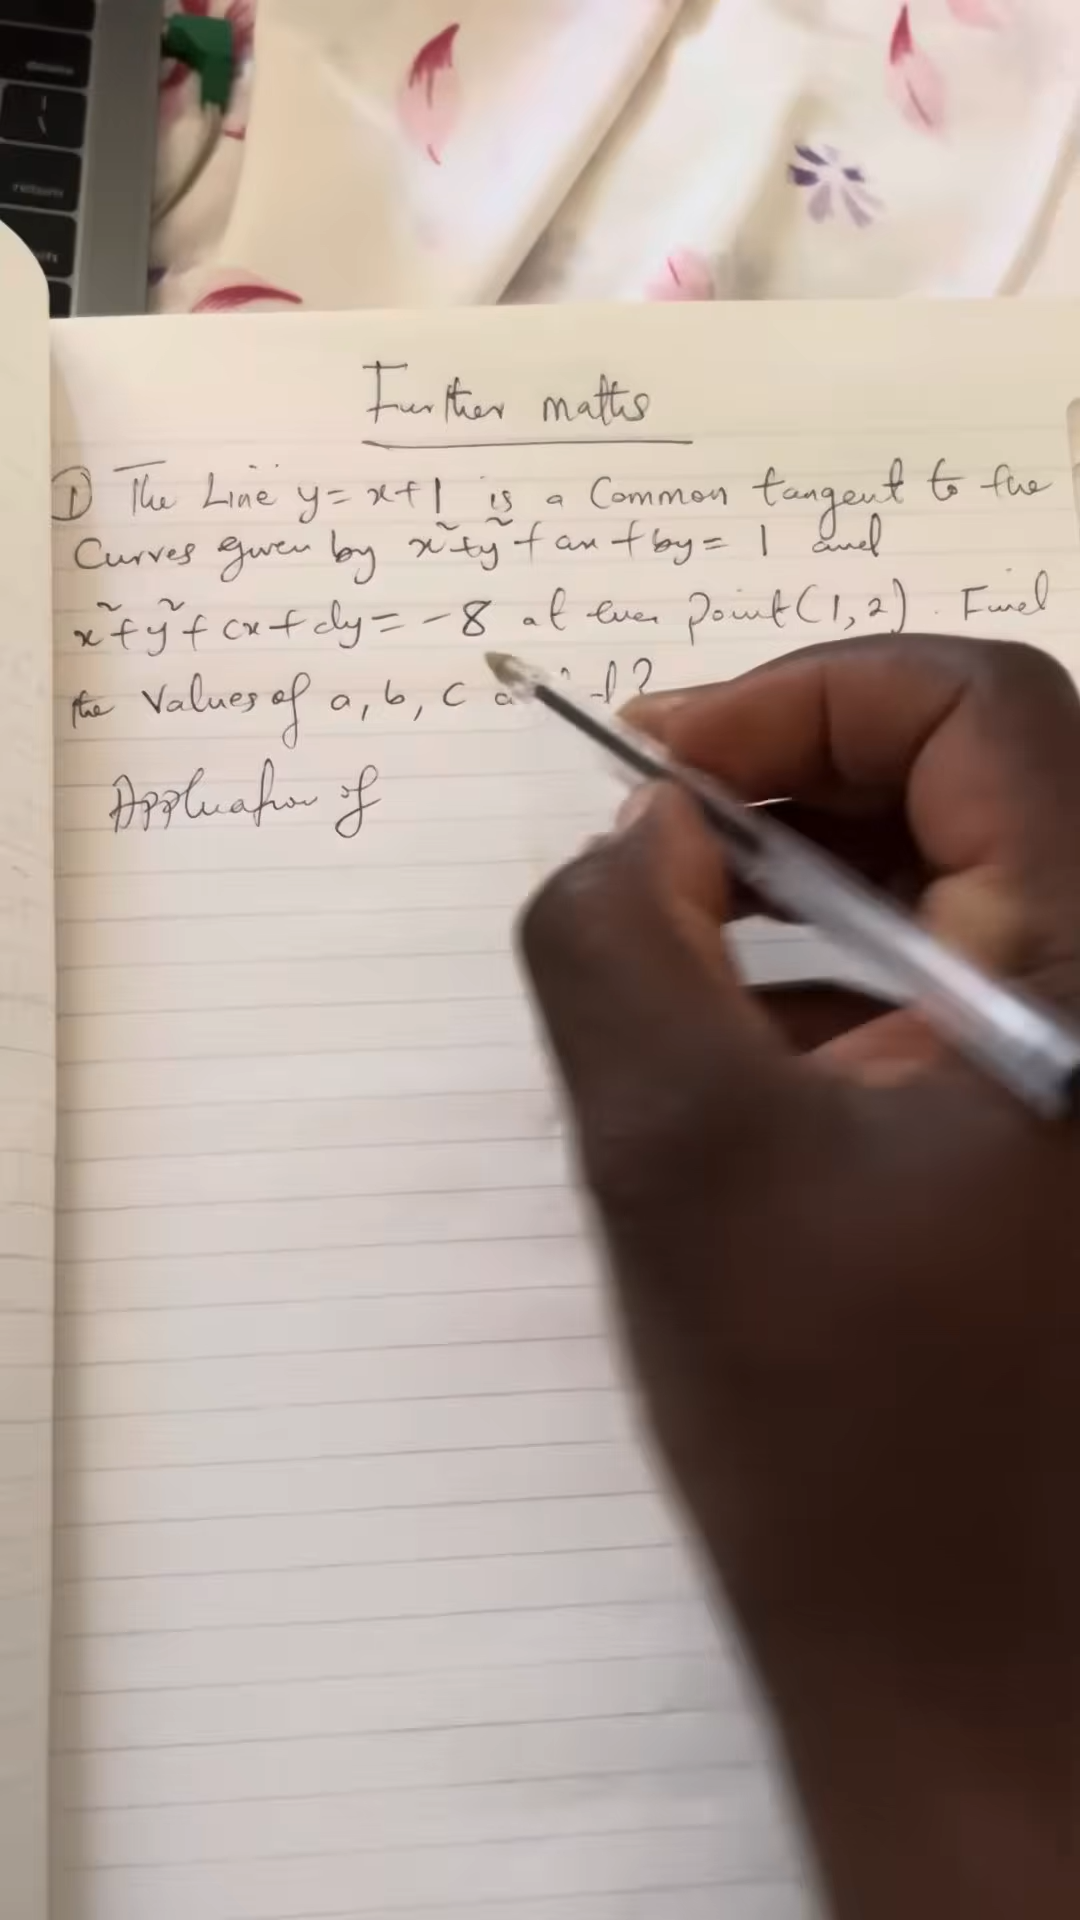 return
Further maths
① The Line y = x+1 is a Common tangent to the
Curves given by x²+y²+ax+by = 1 and
x²+y²+cx+dy = -8 at the point (1, 2). Find
the values of a, b, c d?
Application of